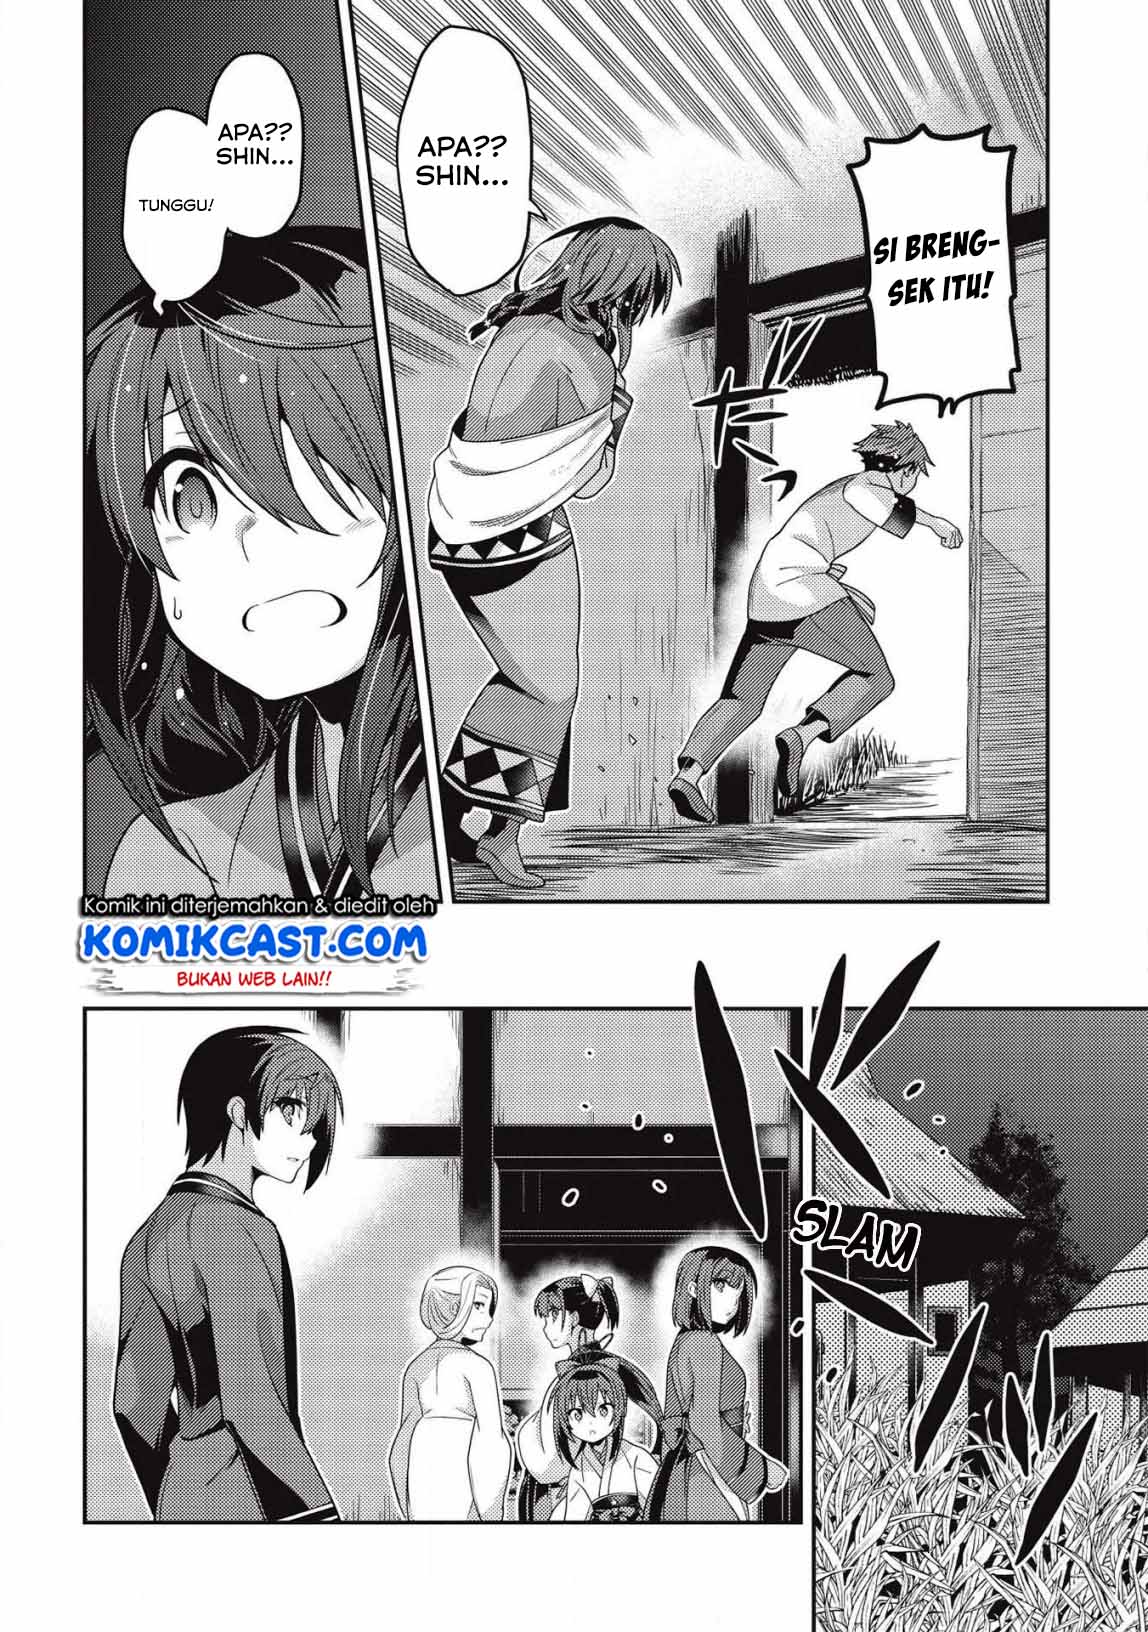 SI BRENG-
SEK ITU!
APA??
SHIN...
APA??
SHIN...
TUNGGU!
Komik ini diterjemahkan & diedit oleh
KOMIKCAST.COM
BUKAN WEB LAIN!!
SLAM